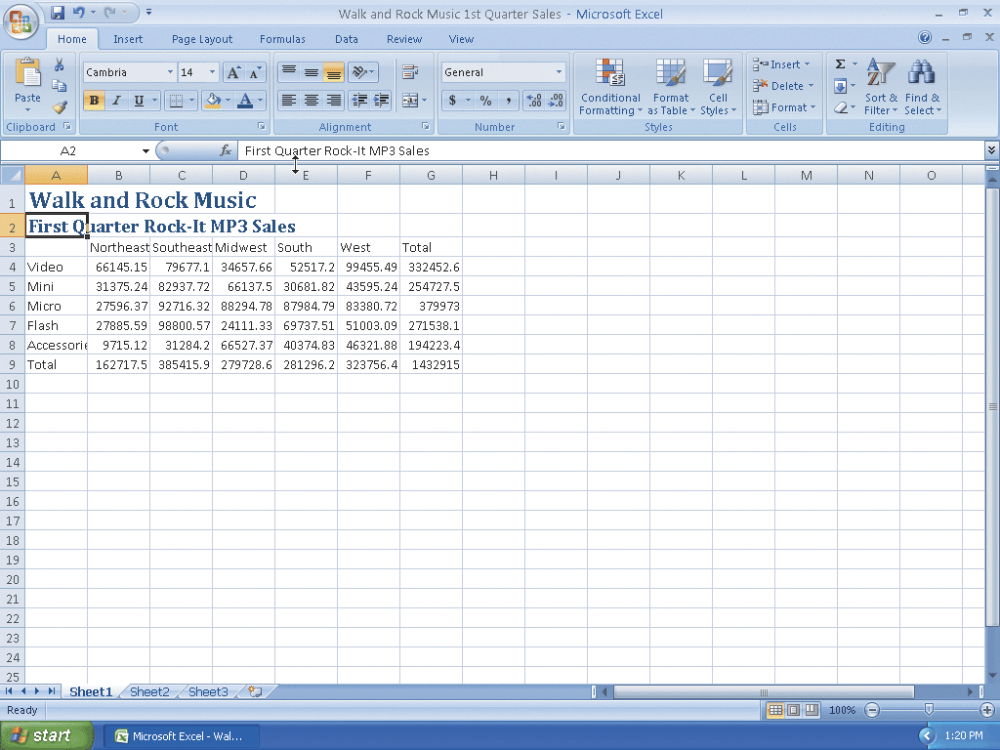 Walk and Rock Music 1st Quarter Sales - Microsoft Excel
Home Insert Page Layout Formulas Data Review View
Cambria 14 A A General Σ Insert
Paste B I U A $ % , .00 Conditional Formatting Format as Table Cell Styles Delete Format Sort & Filter Find & Select
Clipboard Font Alignment Number Styles Cells Editing
A2 fx First Quarter Rock-It MP3 Sales
A B C D E F G H I J K L M N O
1 Walk and Rock Music
2 First Quarter Rock-It MP3 Sales
3 Northeast Southeast Midwest South West Total
4 Video 66145.15 79677.1 34657.66 52517.2 99455.49 332452.6
5 Mini 31375.24 82937.72 66137.5 30681.82 43595.24 254727.5
6 Micro 27596.37 92716.32 88294.78 87984.79 83380.72 379973
7 Flash 27885.59 98800.57 24111.33 69737.51 51003.09 271538.1
8 Accessorie 9715.12 31284.2 66527.37 40374.83 46321.88 194223.4
9 Total 162717.5 385415.9 279728.6 281296.2 323756.4 1432915
10
11
12
13
14
15
16
17
18
19
20
21
22
23
24
25
Sheet1 Sheet2 Sheet3
Ready 100%
start Microsoft Excel - Wal... 1:20 PM